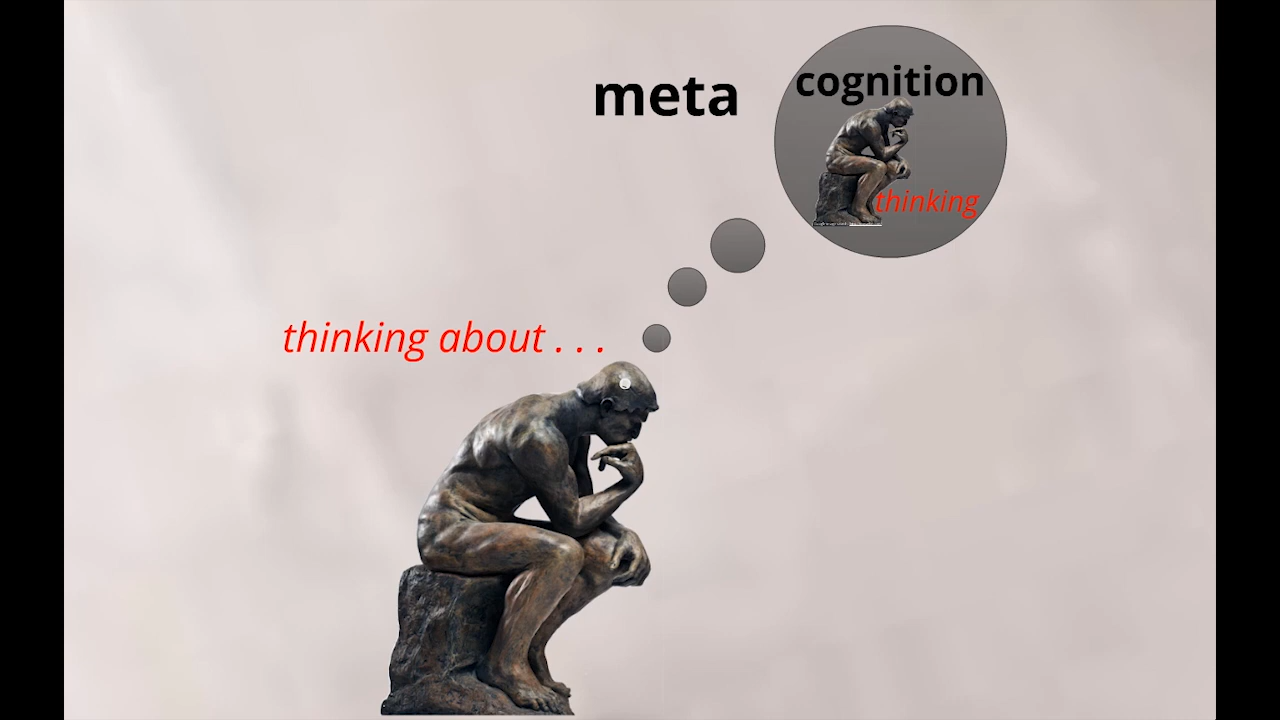 meta
cognition
thinking
thinking about . . .